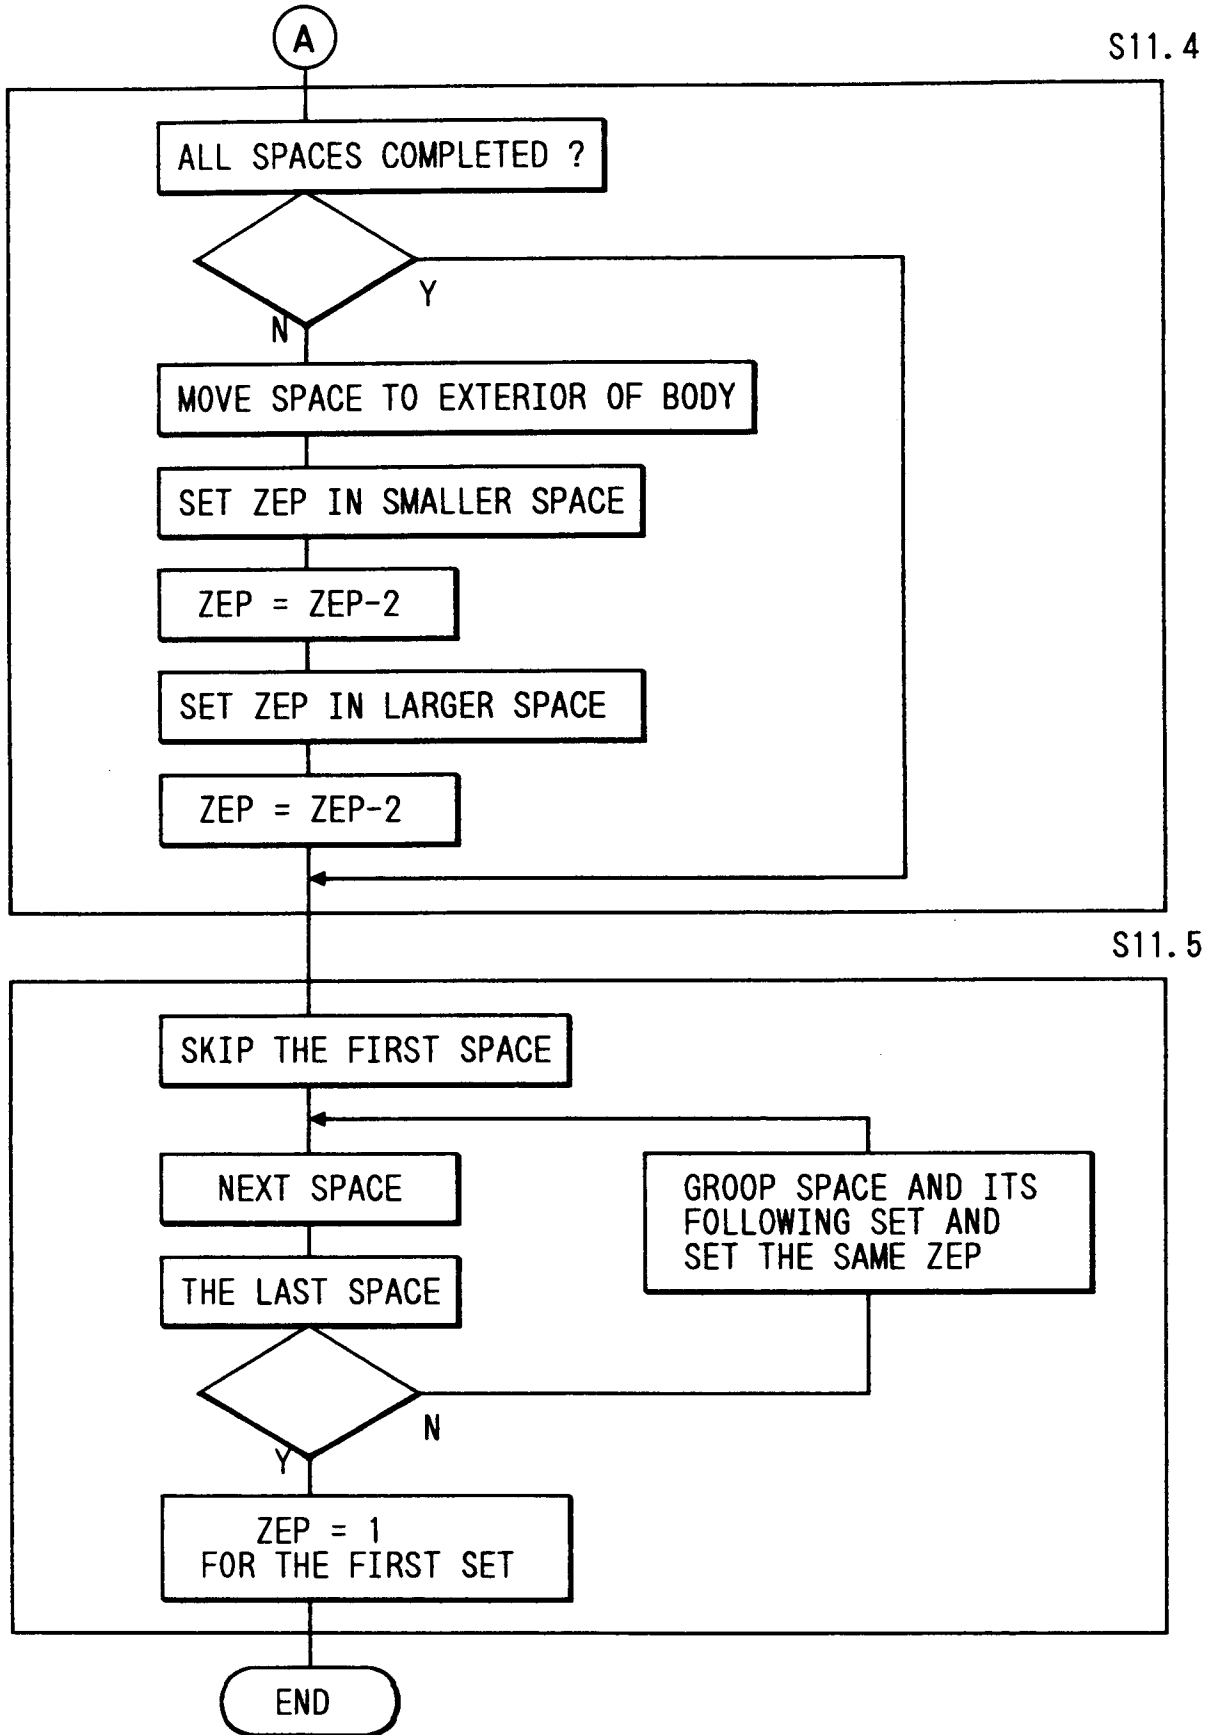 A
S11.4
ALL SPACES COMPLETED ?
Y
N
MOVE SPACE TO EXTERIOR OF BODY
SET ZEP IN SMALLER SPACE
ZEP = ZEP-2
SET ZEP IN LARGER SPACE
ZEP = ZEP-2
S11.5
SKIP THE FIRST SPACE
NEXT SPACE
GROOP SPACE AND ITS
FOLLOWING SET AND
SET THE SAME ZEP
THE LAST SPACE
N
Y
ZEP = 1
FOR THE FIRST SET
END